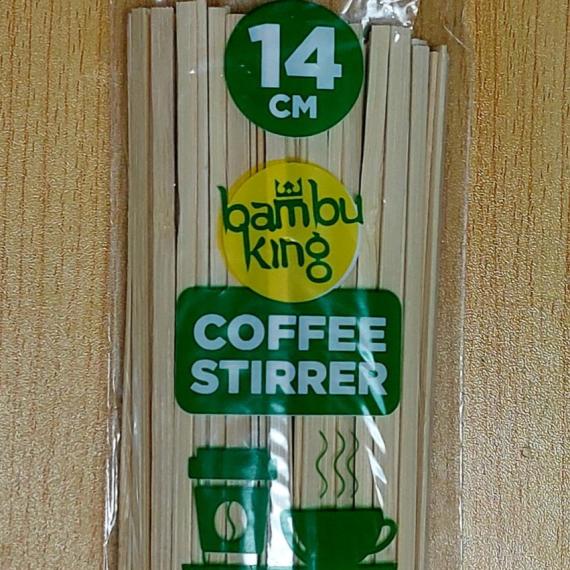 14
CM
bambu
king
COFFEE
STIRRER